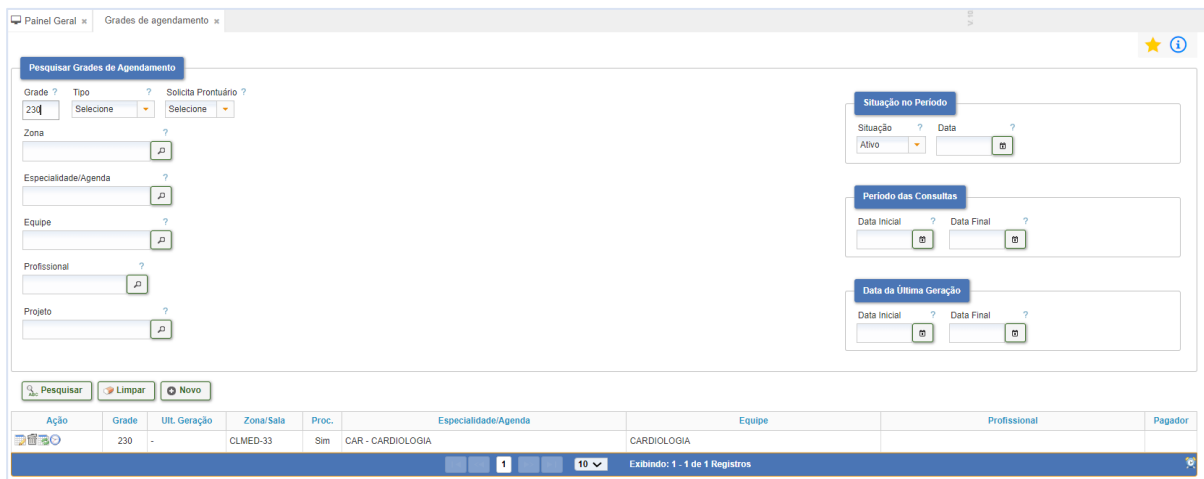 Painel Geral × Grades de agendamento ×
Pesquisar Grades de Agendamento
Grade ? Tipo ? Solicita Prontuário ?
230 Selecione Selecione
Situação no Período
Zona ?
Situação ? Data ?
Ativo
Especialidade/Agenda ?
Período das Consultas
Equipe ?
Data Inicial ? Data Final ?
Profissional ?
Data da Última Geração
Projeto ?
Data Inicial ? Data Final ?
Pesquisar Limpar Novo
Ação Grade Ult. Geração Zona/Sala Proc. Especialidade/Agenda Equipe Profissional Pagador
230 - CLMED-33 Sim CAR - CARDIOLOGIA CARDIOLOGIA
1 10 Exibindo: 1 - 1 de 1 Registros